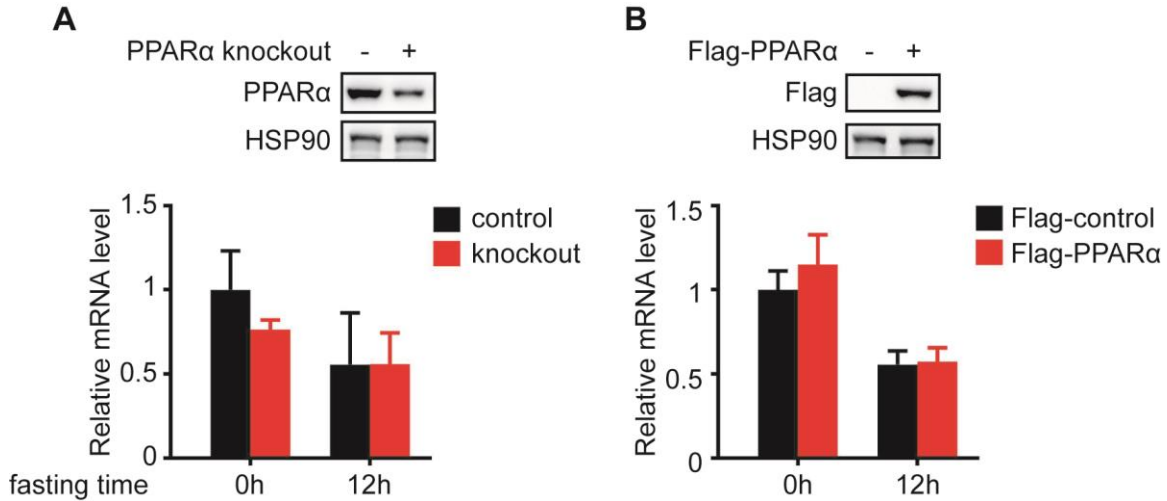 A
PPARα knockout - +
PPARα
HSP90
Relative mRNA level
1.5
1
0.5
0
control
knockout
fasting time 0h 12h
B
Flag-PPARα - +
Flag
HSP90
Relative mRNA level
1.5
1
0.5
0
Flag-control
Flag-PPARα
0h 12h